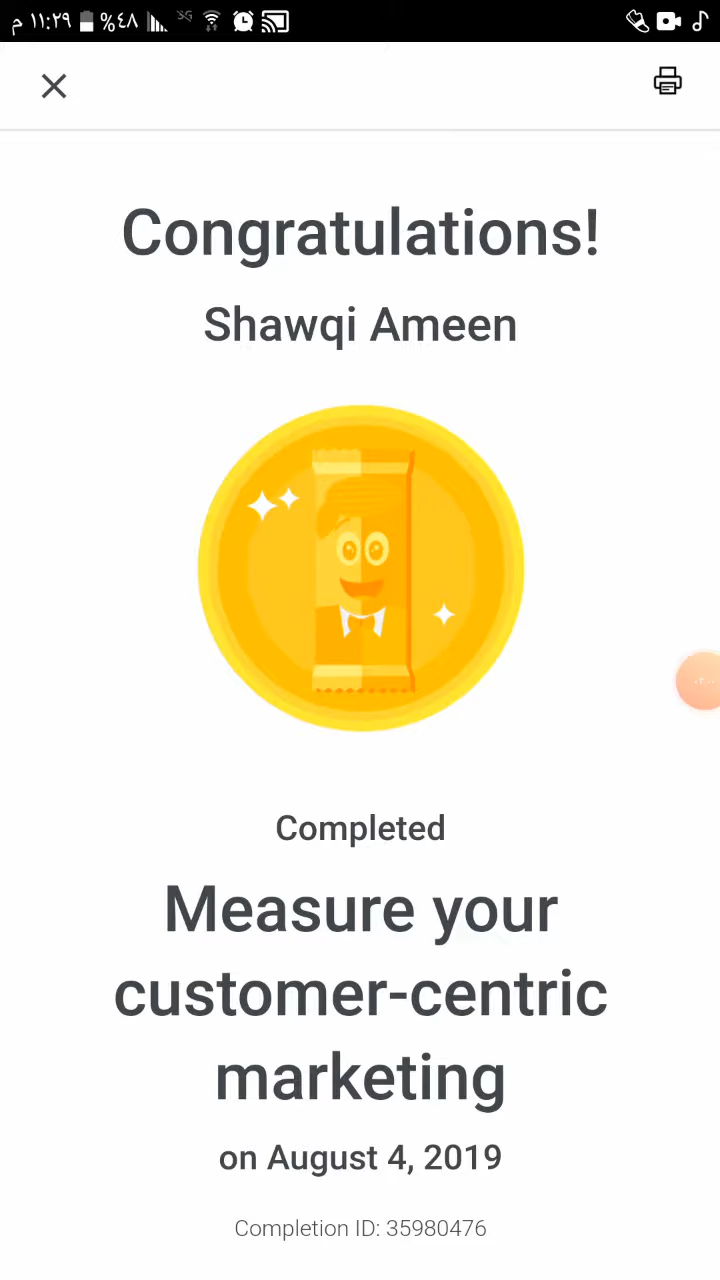 م ١١:٢٩ %٤٨ 3G
Congratulations!
Shawqi Ameen
Completed
Measure your
customer-centric
marketing
on August 4, 2019
Completion ID: 35980476